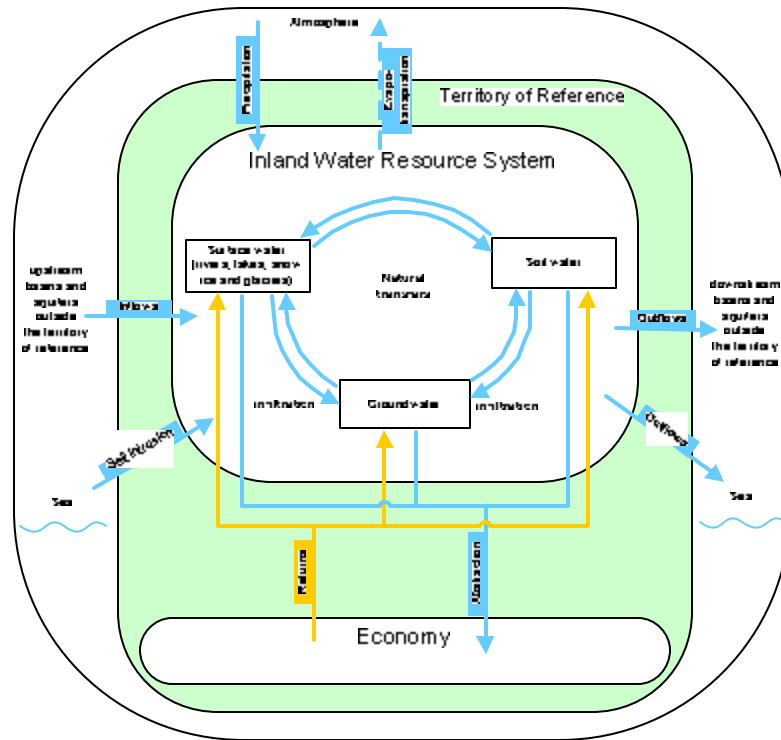 Atmosphere
Precipitation
Evapo-
transpiration
Territory of Reference
Inland Water Resource System
Surface water
(rivers, lakes, snow
ice and glaciers)
Soil water
Natural
transfers
upstream
basins and
aquifers
outside
the territory
of reference
Inflows
Outflows
downstream
basins and
aquifers
outside
the territory
of reference
Infiltration
Groundwater
Infiltration
Salt intrusion
Outflows
Sea
Sea
Returns
Abstraction
Economy